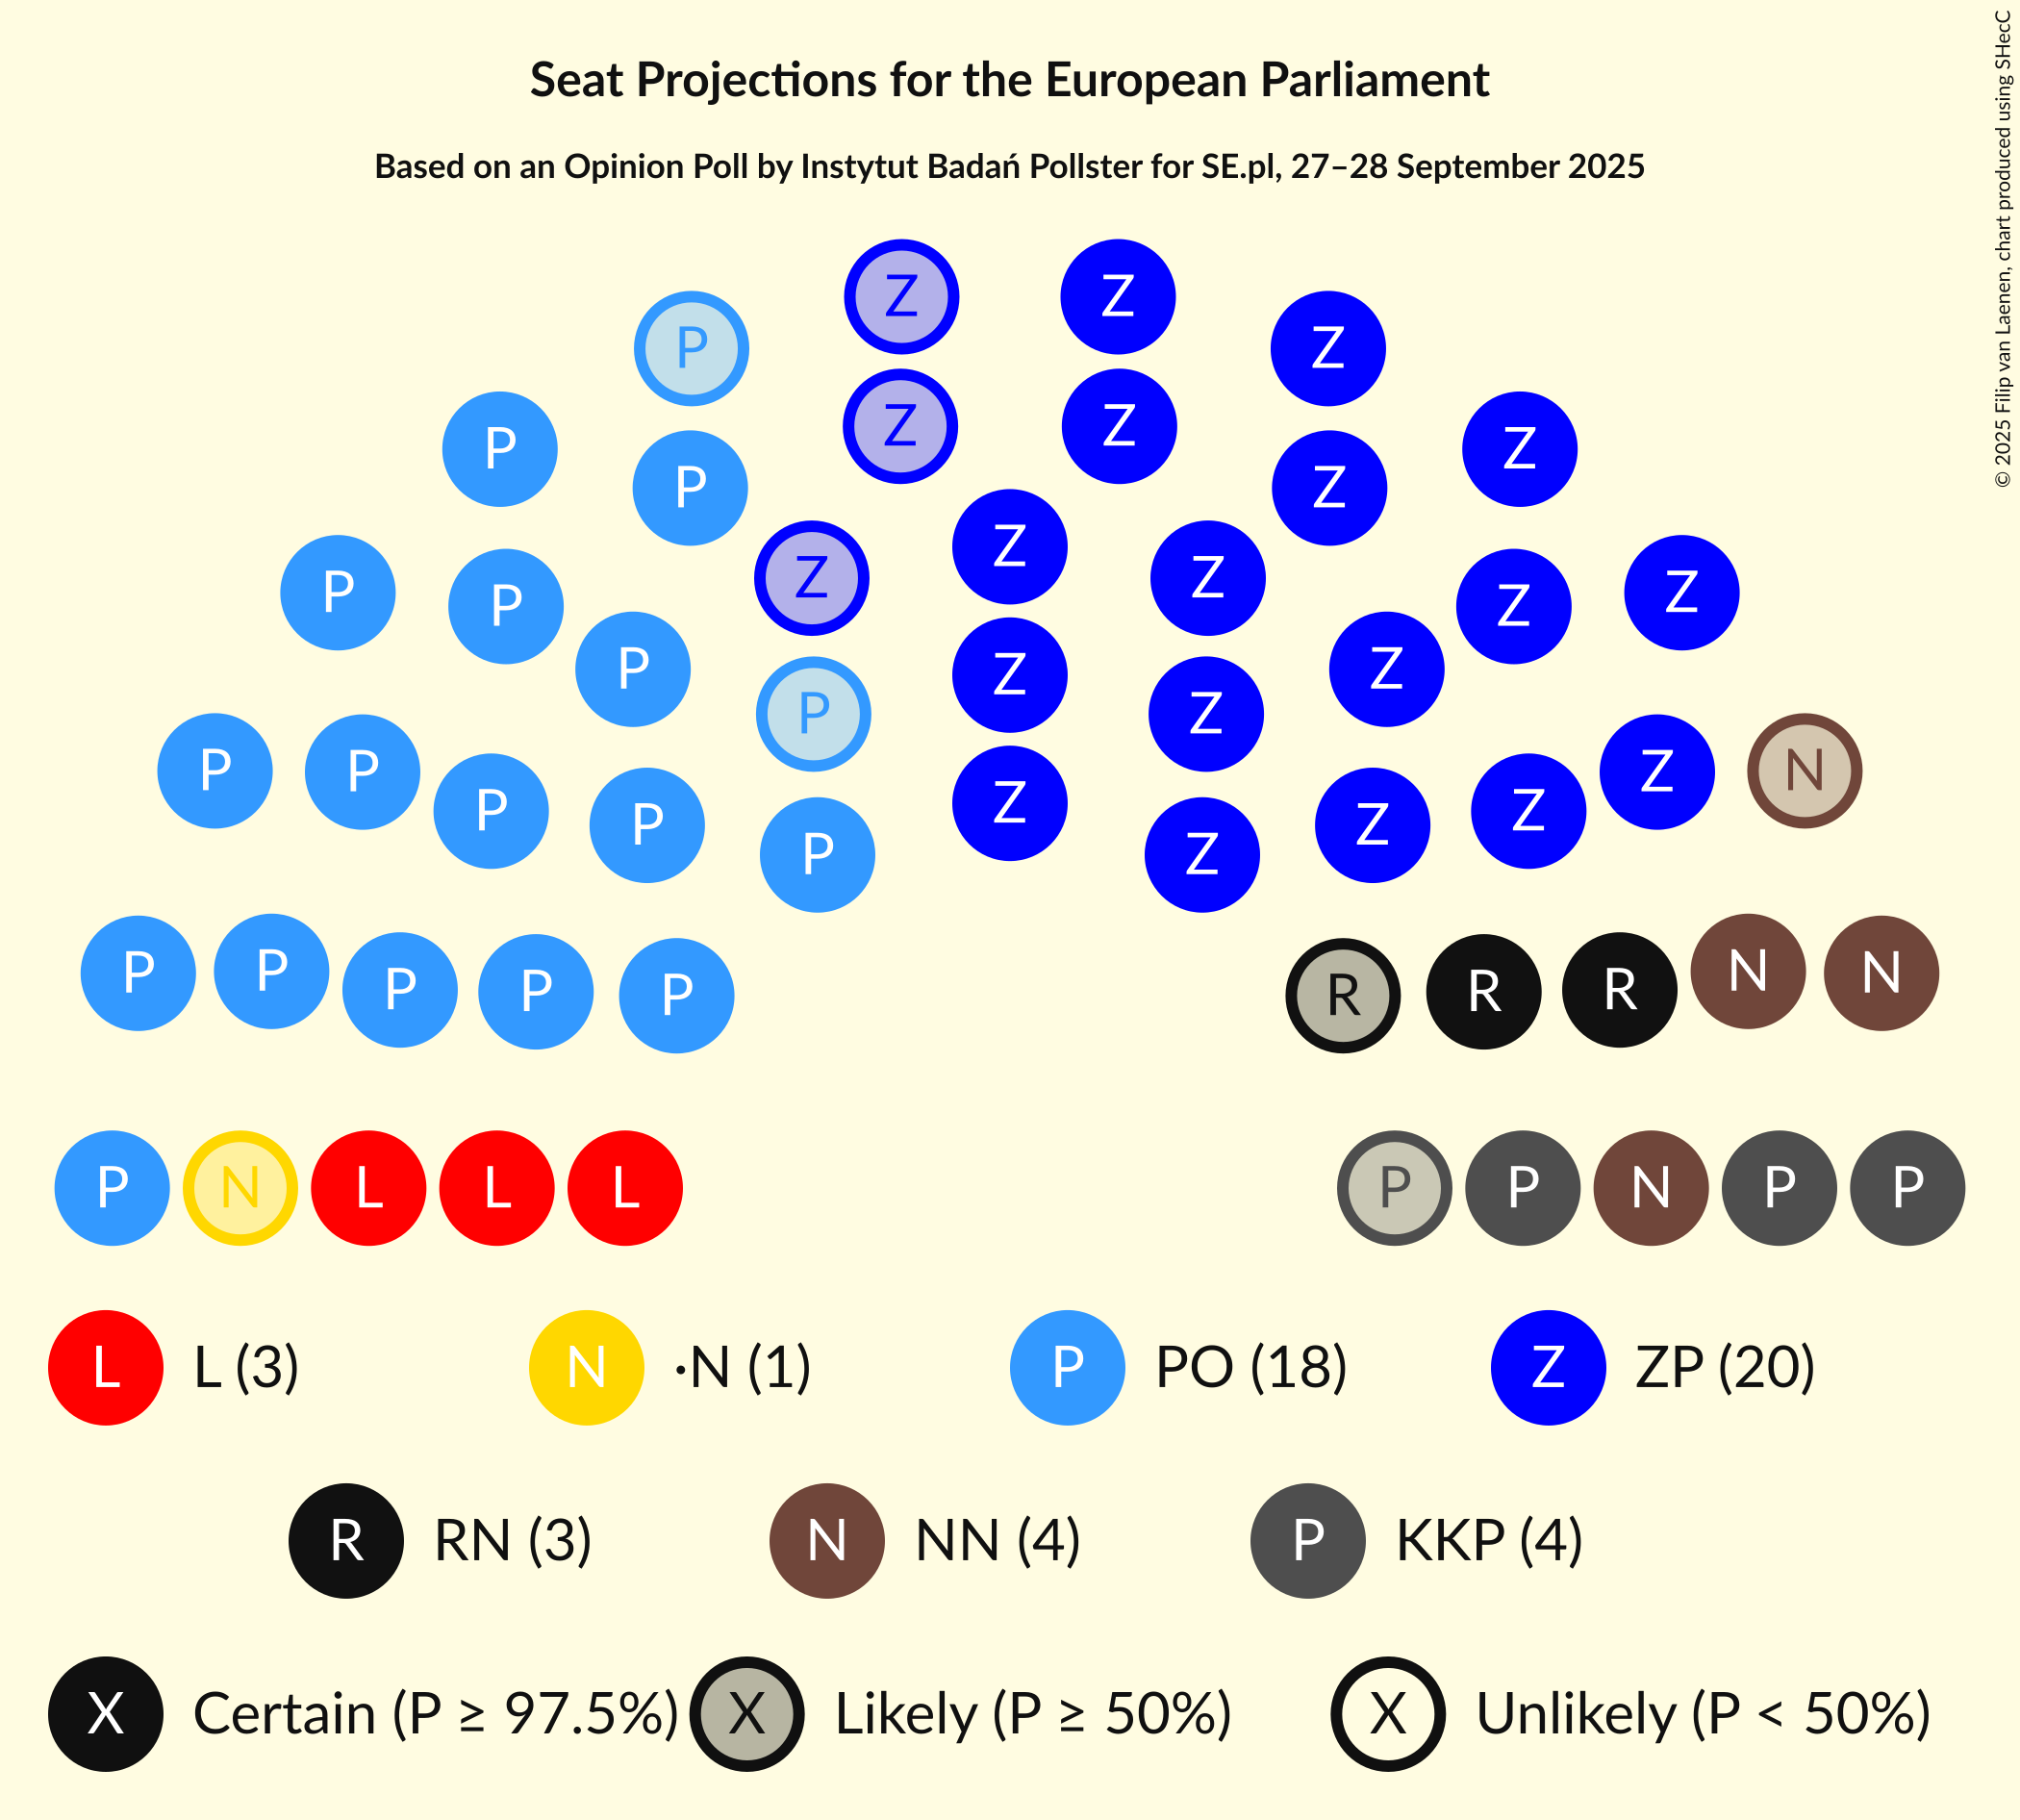 Seat Projections for the European Parliament
Based on an Opinion Poll by Instytut Badań Pollster for SE.pl, 27–28 September 2025
© 2025 Filip van Laenen, chart produced using SHecC
Z Z
P Z
P Z Z Z
P P Z
Z
Z Z Z
P P Z Z
P Z
Z
P Z
P P Z N
P Z
P Z
Z
P Z
P P N N
P P R R
P R
P N L L L P P N P P
L L (3) N ·N (1) P PO (18) Z ZP (20)
R RN (3) N NN (4) P KKP (4)
X Certain (P ≥ 97.5%) X Likely (P ≥ 50%) X Unlikely (P < 50%)